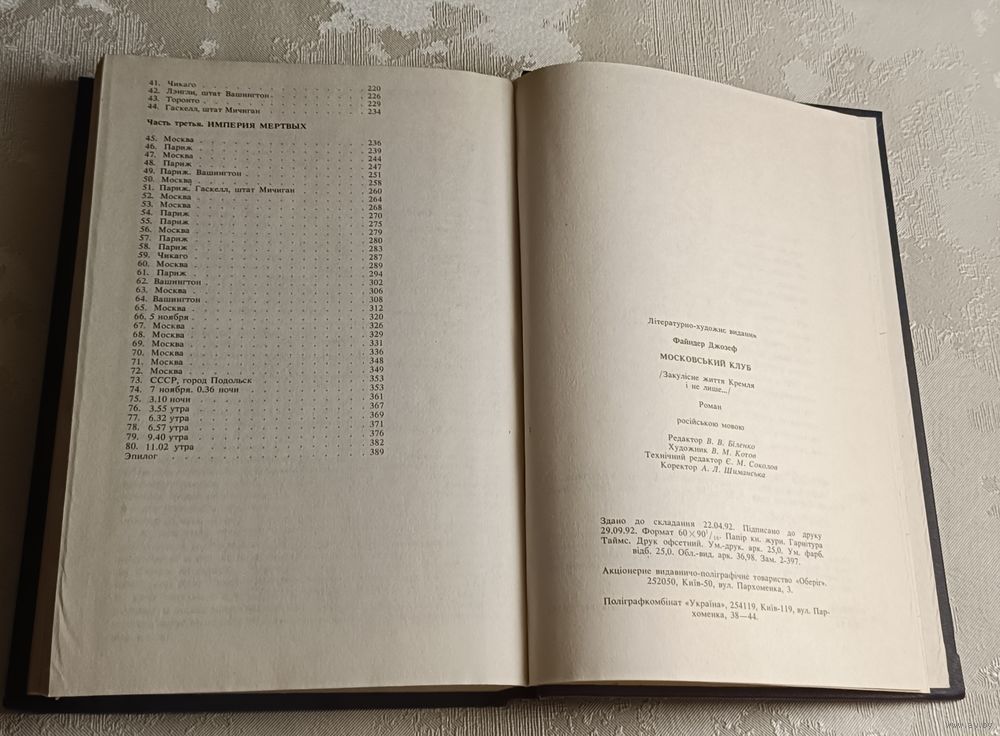 41. Чикаго 220
42. Лэнгли, штат Вашингтон 226
43. Торонто 229
44. Гаскелл, штат Мичиган 234
Часть третья. ИМПЕРИЯ МЕРТВЫХ
45. Москва 236
46. Париж 239
47. Москва 244
48. Париж 247
49. Париж. Вашингтон 251
50. Москва 258
51. Париж. Гаскелл, штат Мичиган 260
52. Москва 264
53. Москва 268
54. Париж 270
55. Париж 275
56. Москва 279
57. Париж 280
58. Париж 283
59. Чикаго 287
60. Москва 289
61. Париж 294
62. Вашингтон 302
63. Москва 306
64. Вашингтон 308
65. Москва 312
66. 5 ноября 320
67. Москва 326
68. Москва 329
69. Москва 331
70. Москва 336
71. Москва 348
72. Москва 349
73. СССР, город Подольск 353
74. 7 ноября. 0.36 ночи 353
75. 3.10 ночи 361
76. 3.55 утра 367
77. 6.32 утра 369
78. 6.57 утра 371
79. 9.40 утра 376
80. 11.02 утра 382
Эпилог 389
Літературно-художнє видання
Файндер Джозеф
МОСКОВСЬКИЙ КЛУБ
/Закулісне життя Кремля
і не лише.../
Роман
російською мовою
Редактор В. В. Біленко
Художник В. М. Котов
Технічний редактор Є. М. Соколов
Коректор А. Л. Шиманська
Здано до складання 22.04.92. Підписано до друку
29.09.92. Формат 60×90¹/₁₆. Папір кн. журн. Гарнітура
Таймс. Друк офсетний. Ум.-друк. арк. 25,0. Ум. фарб.
відб. 25,0. Обл.-вид. арк. 36,98. Зам. 2-397.
Акціонерне видавничо-поліграфічне товариство «Оберіг».
252050, Київ-50, вул. Пархоменка, 3.
Поліграфкомбінат «Україна», 254119, Київ-119, вул. Пар-
хоменка, 38—44.